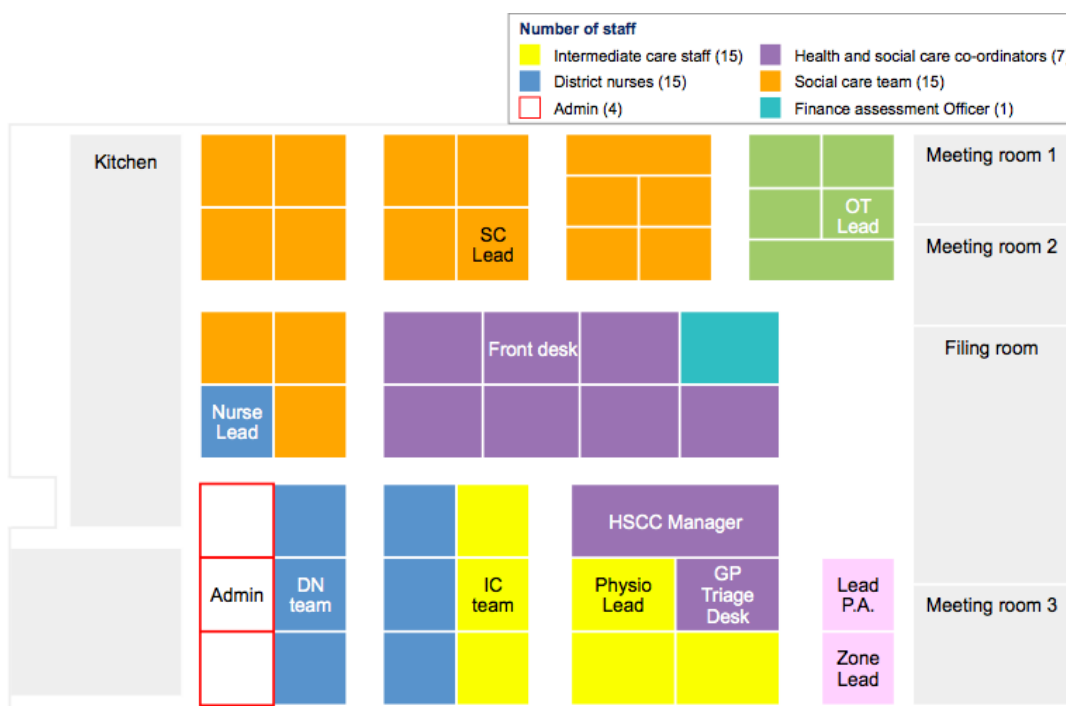 Number of staff
Intermediate care staff (15)
Health and social care co-ordinators (7)
District nurses (15)
Social care team (15)
Admin (4)
Finance assessment Officer (1)
Kitchen
SC
Lead
OT
Lead
Meeting room 1
Meeting room 2
Front desk
Filing room
Nurse
Lead
HSCC Manager
Admin
DN
team
IC
team
Physio
Lead
GP
Triage
Desk
Lead
P.A.
Meeting room 3
Zone
Lead